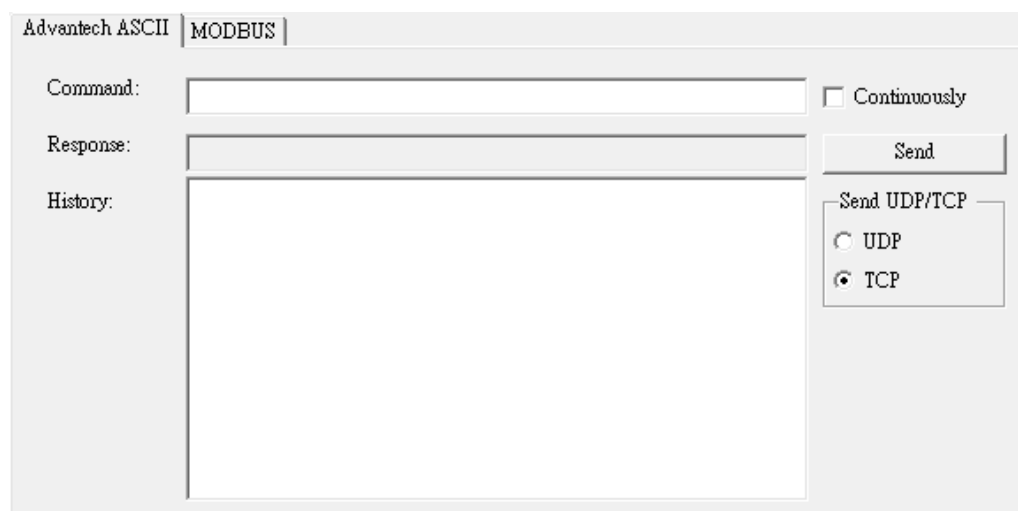 Advantech ASCII MODBUS
Command:
Continuously
Response:
Send
History:
Send UDP/TCP
UDP
TCP